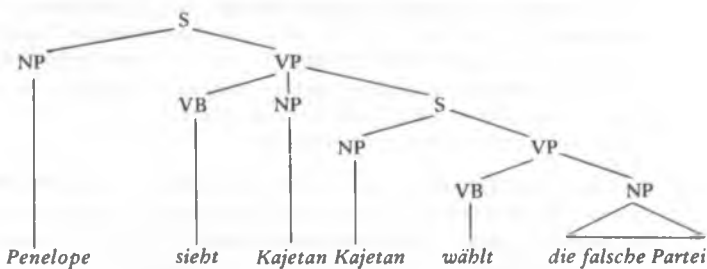 S
NP VP
VB NP S
NP VP
VB NP
Penelope sieht Kajetan Kajetan wählt die falsche Partei